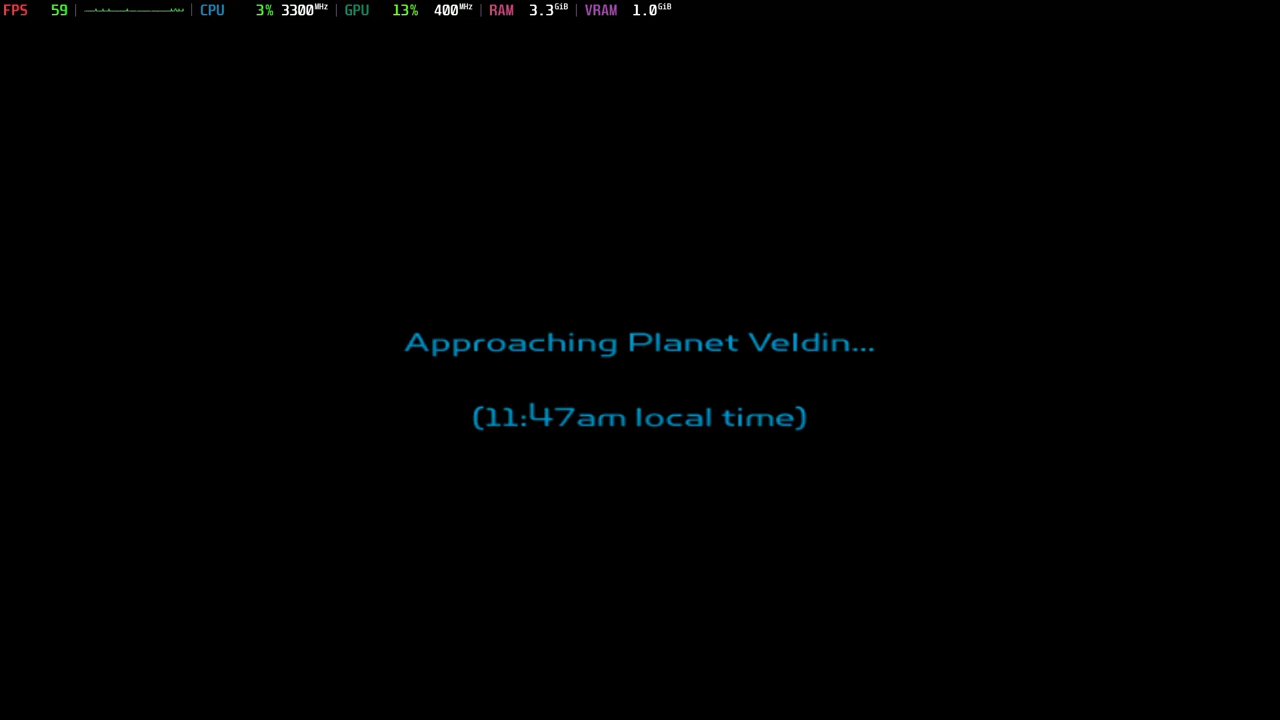 FPS 59 | CPU 3% 3300MHz | GPU 13% 400MHz | RAM 3.3GiB | VRAM 1.0GiB
Approaching Planet Veldin...
(11:47am local time)